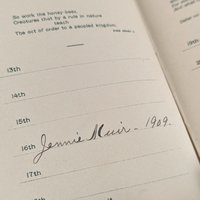 So work the honey-bees,
Creatures that by a rule in nature
teach
The act of order to a peopled kingdom.
13th
14th
15th
16th Jennie Muir - 1909.
17th
19th